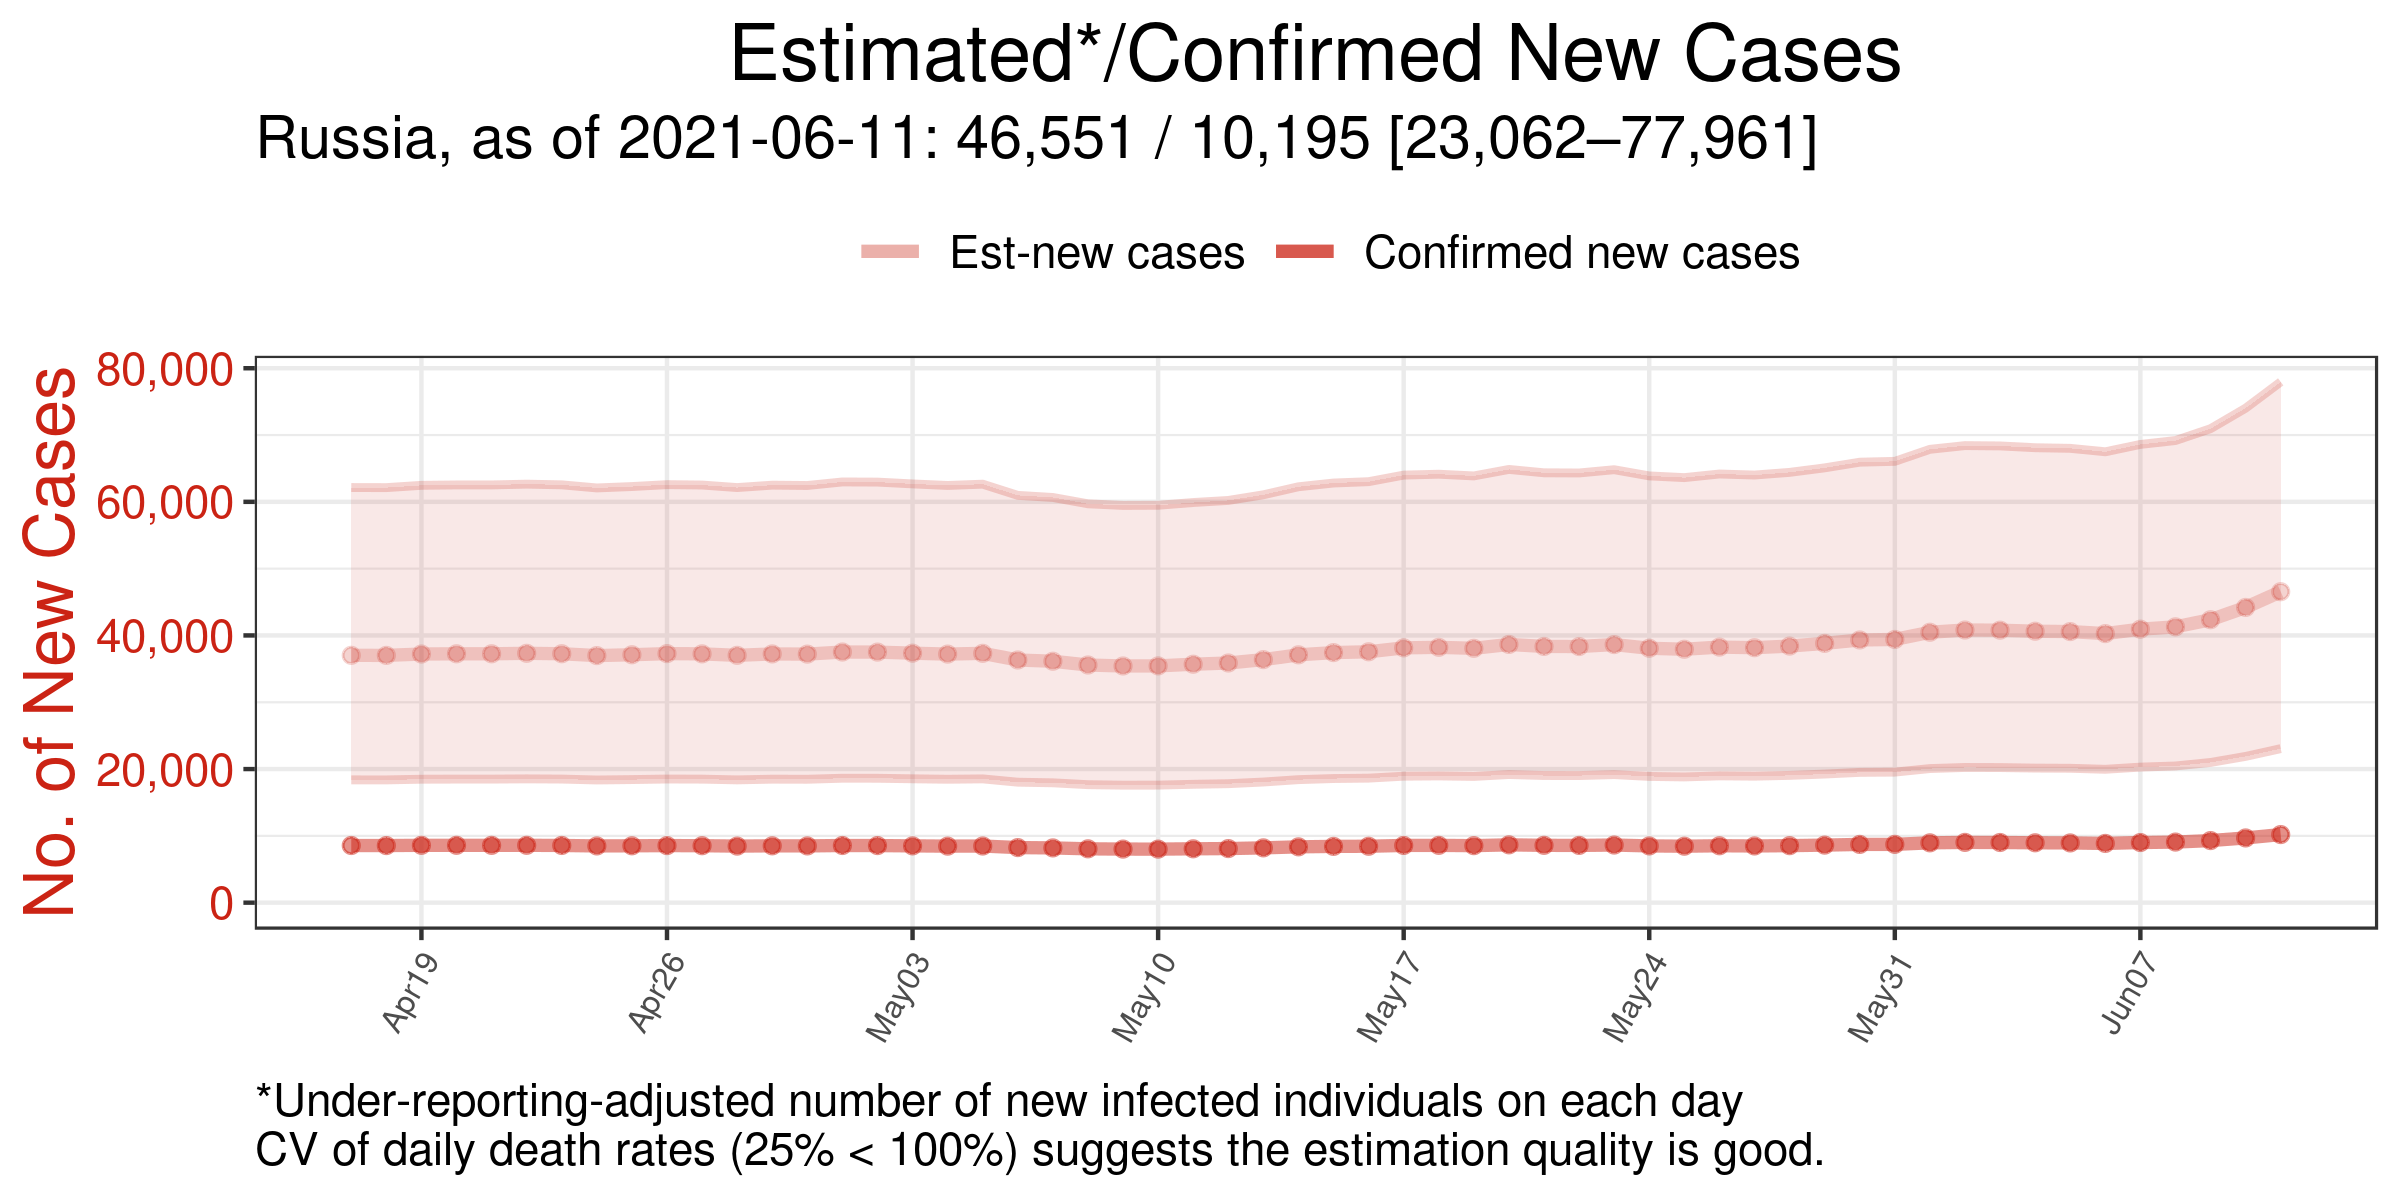 Estimated*/Confirmed New Cases
Russia, as of 2021-06-11: 46,551 / 10,195 [23,062–77,961]
Est-new cases
Confirmed new cases
No. of New Cases
80,000
60,000
40,000
20,000
0
Apr19
Apr26
May03
May10
May17
May24
May31
Jun07
*Under-reporting-adjusted number of new infected individuals on each day
CV of daily death rates (25% < 100%) suggests the estimation quality is good.